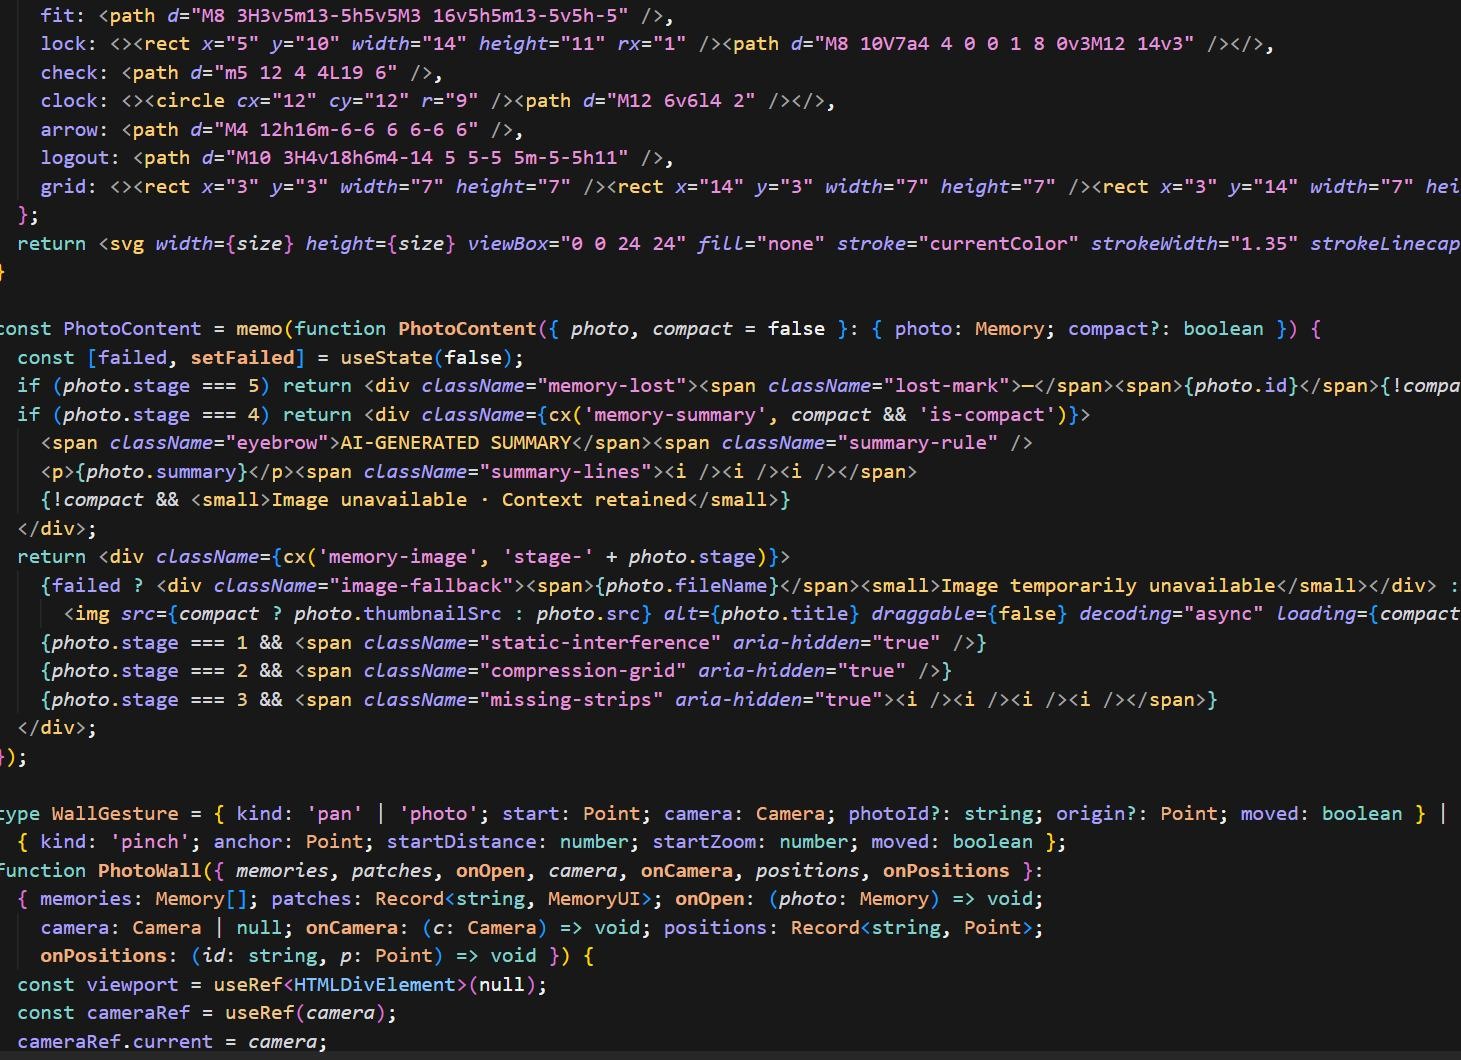 fit: <path d="M8 3H3v5m13-5h5v5M3 16v5h5m13-5v5h-5" />,
lock: <><rect x="5" y="10" width="14" height="11" rx="1" /><path d="M8 10V7a4 4 0 0 1 8 0v3M12 14v3" /></>,
check: <path d="m5 12 4 4L19 6" />,
clock: <><circle cx="12" cy="12" r="9" /><path d="M12 6v6l4 2" /></>,
arrow: <path d="M4 12h16m-6-6 6 6-6 6" />,
logout: <path d="M10 3H4v18h6m4-14 5 5-5 5m-5-5h11" />,
grid: <><rect x="3" y="3" width="7" height="7" /><rect x="14" y="3" width="7" height="7" /><rect x="3" y="14" width="7" hei
};
return <svg width={size} height={size} viewBox="0 0 24 24" fill="none" stroke="currentColor" strokeWidth="1.35" strokeLinecap
}
const PhotoContent = memo(function PhotoContent({ photo, compact = false }: { photo: Memory; compact?: boolean }) {
const [failed, setFailed] = useState(false);
if (photo.stage === 5) return <div className="memory-lost"><span className="lost-mark">—</span><span>{photo.id}</span>{!compa
if (photo.stage === 4) return <div className={cx('memory-summary', compact && 'is-compact')}>
<span className="eyebrow">AI-GENERATED SUMMARY</span><span className="summary-rule" />
<p>{photo.summary}</p><span className="summary-lines"><i /><i /><i /></span>
{!compact && <small>Image unavailable · Context retained</small>}
</div>;
return <div className={cx('memory-image', 'stage-' + photo.stage)}>
{failed ? <div className="image-fallback"><span>{photo.fileName}</span><small>Image temporarily unavailable</small></div> :
<img src={compact ? photo.thumbnailSrc : photo.src} alt={photo.title} draggable={false} decoding="async" loading={compact
{photo.stage === 1 && <span className="static-interference" aria-hidden="true" />}
{photo.stage === 2 && <span className="compression-grid" aria-hidden="true" />}
{photo.stage === 3 && <span className="missing-strips" aria-hidden="true"><i /><i /><i /><i /></span>}
</div>;
});
type WallGesture = { kind: 'pan' | 'photo'; start: Point; camera: Camera; photoId?: string; origin?: Point; moved: boolean } |
{ kind: 'pinch'; anchor: Point; startDistance: number; startZoom: number; moved: boolean };
function PhotoWall({ memories, patches, onOpen, camera, onCamera, positions, onPositions }:
{ memories: Memory[]; patches: Record<string, MemoryUI>; onOpen: (photo: Memory) => void;
camera: Camera | null; onCamera: (c: Camera) => void; positions: Record<string, Point>;
onPositions: (id: string, p: Point) => void }) {
const viewport = useRef<HTMLDivElement>(null);
const cameraRef = useRef(camera);
cameraRef.current = camera;